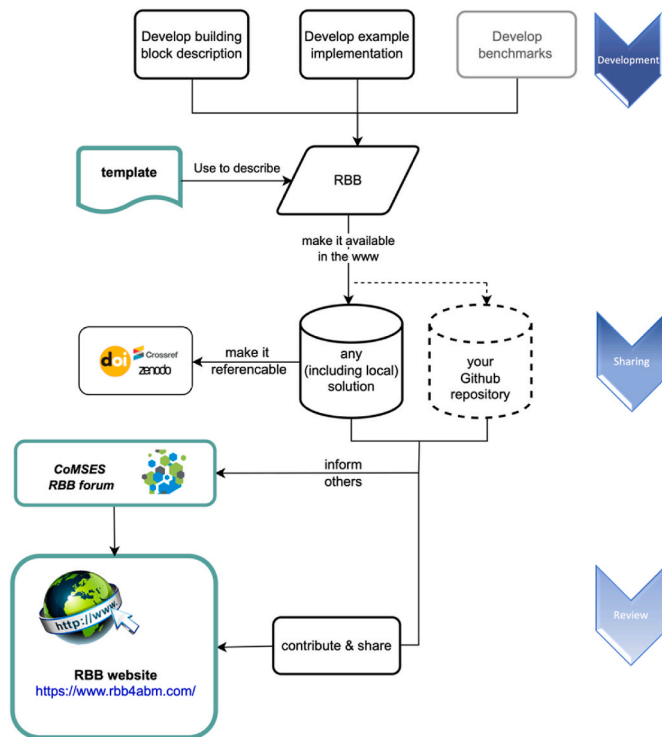 Develop building
block description
Develop example
implementation
Develop
benchmarks
Development
template
Use to describe
RBB
make it available
in the www
doi
Crossref
zenodo
make it
referencable
any
(including local)
solution
your
Github
repository
Sharing
CoMSES
RBB forum
inform
others
http://www.
RBB website
https://www.rbb4abm.com/
contribute & share
Review